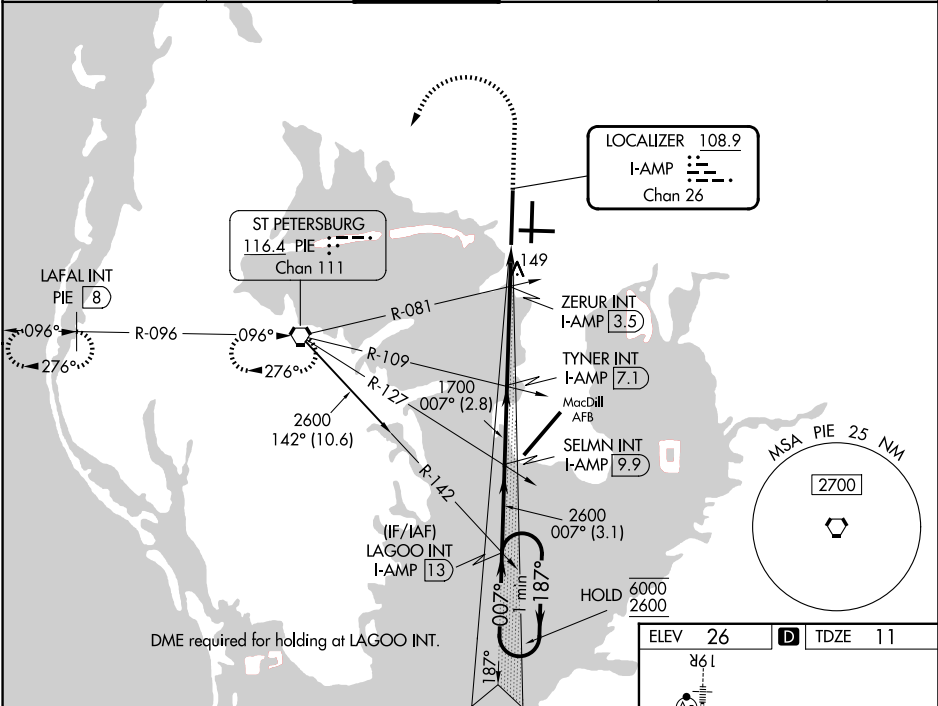 LOCALIZER 108.9
I-AMP
Chan 26
ST PETERSBURG
116.4 PIE
Chan 111
149
LAFAL INT
PIE 8
096°
R-096
096°
276°
276°
R-081
ZERUR INT
I-AMP 3.5
R-109
TYNER INT
I-AMP 7.1
R-127
1700
007° (2.8)
MacDill
AFB
2600
142° (10.6)
SELMN INT
I-AMP 9.9
MSA PIE 25 NM
2700
R-142
2600
007° (3.1)
(IF/IAF)
LAGOO INT
I-AMP 13
007°
1 min
187°
HOLD 6000
2600
DME required for holding at LAGOO INT.
187°
ELEV 26 D TDZE 11
19R